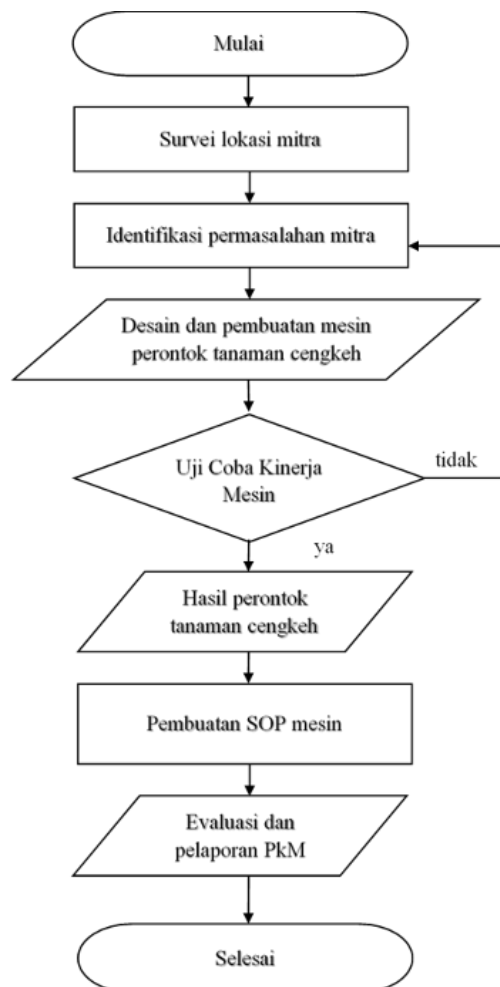 Mulai
Survei lokasi mitra
Identifikasi permasalahan mitra
Desain dan pembuatan mesin
perontok tanaman cengkeh
Uji Coba Kinerja
Mesin
tidak
ya
Hasil perontok
tanaman cengkeh
Pembuatan SOP mesin
Evaluasi dan
pelaporan PkM
Selesai